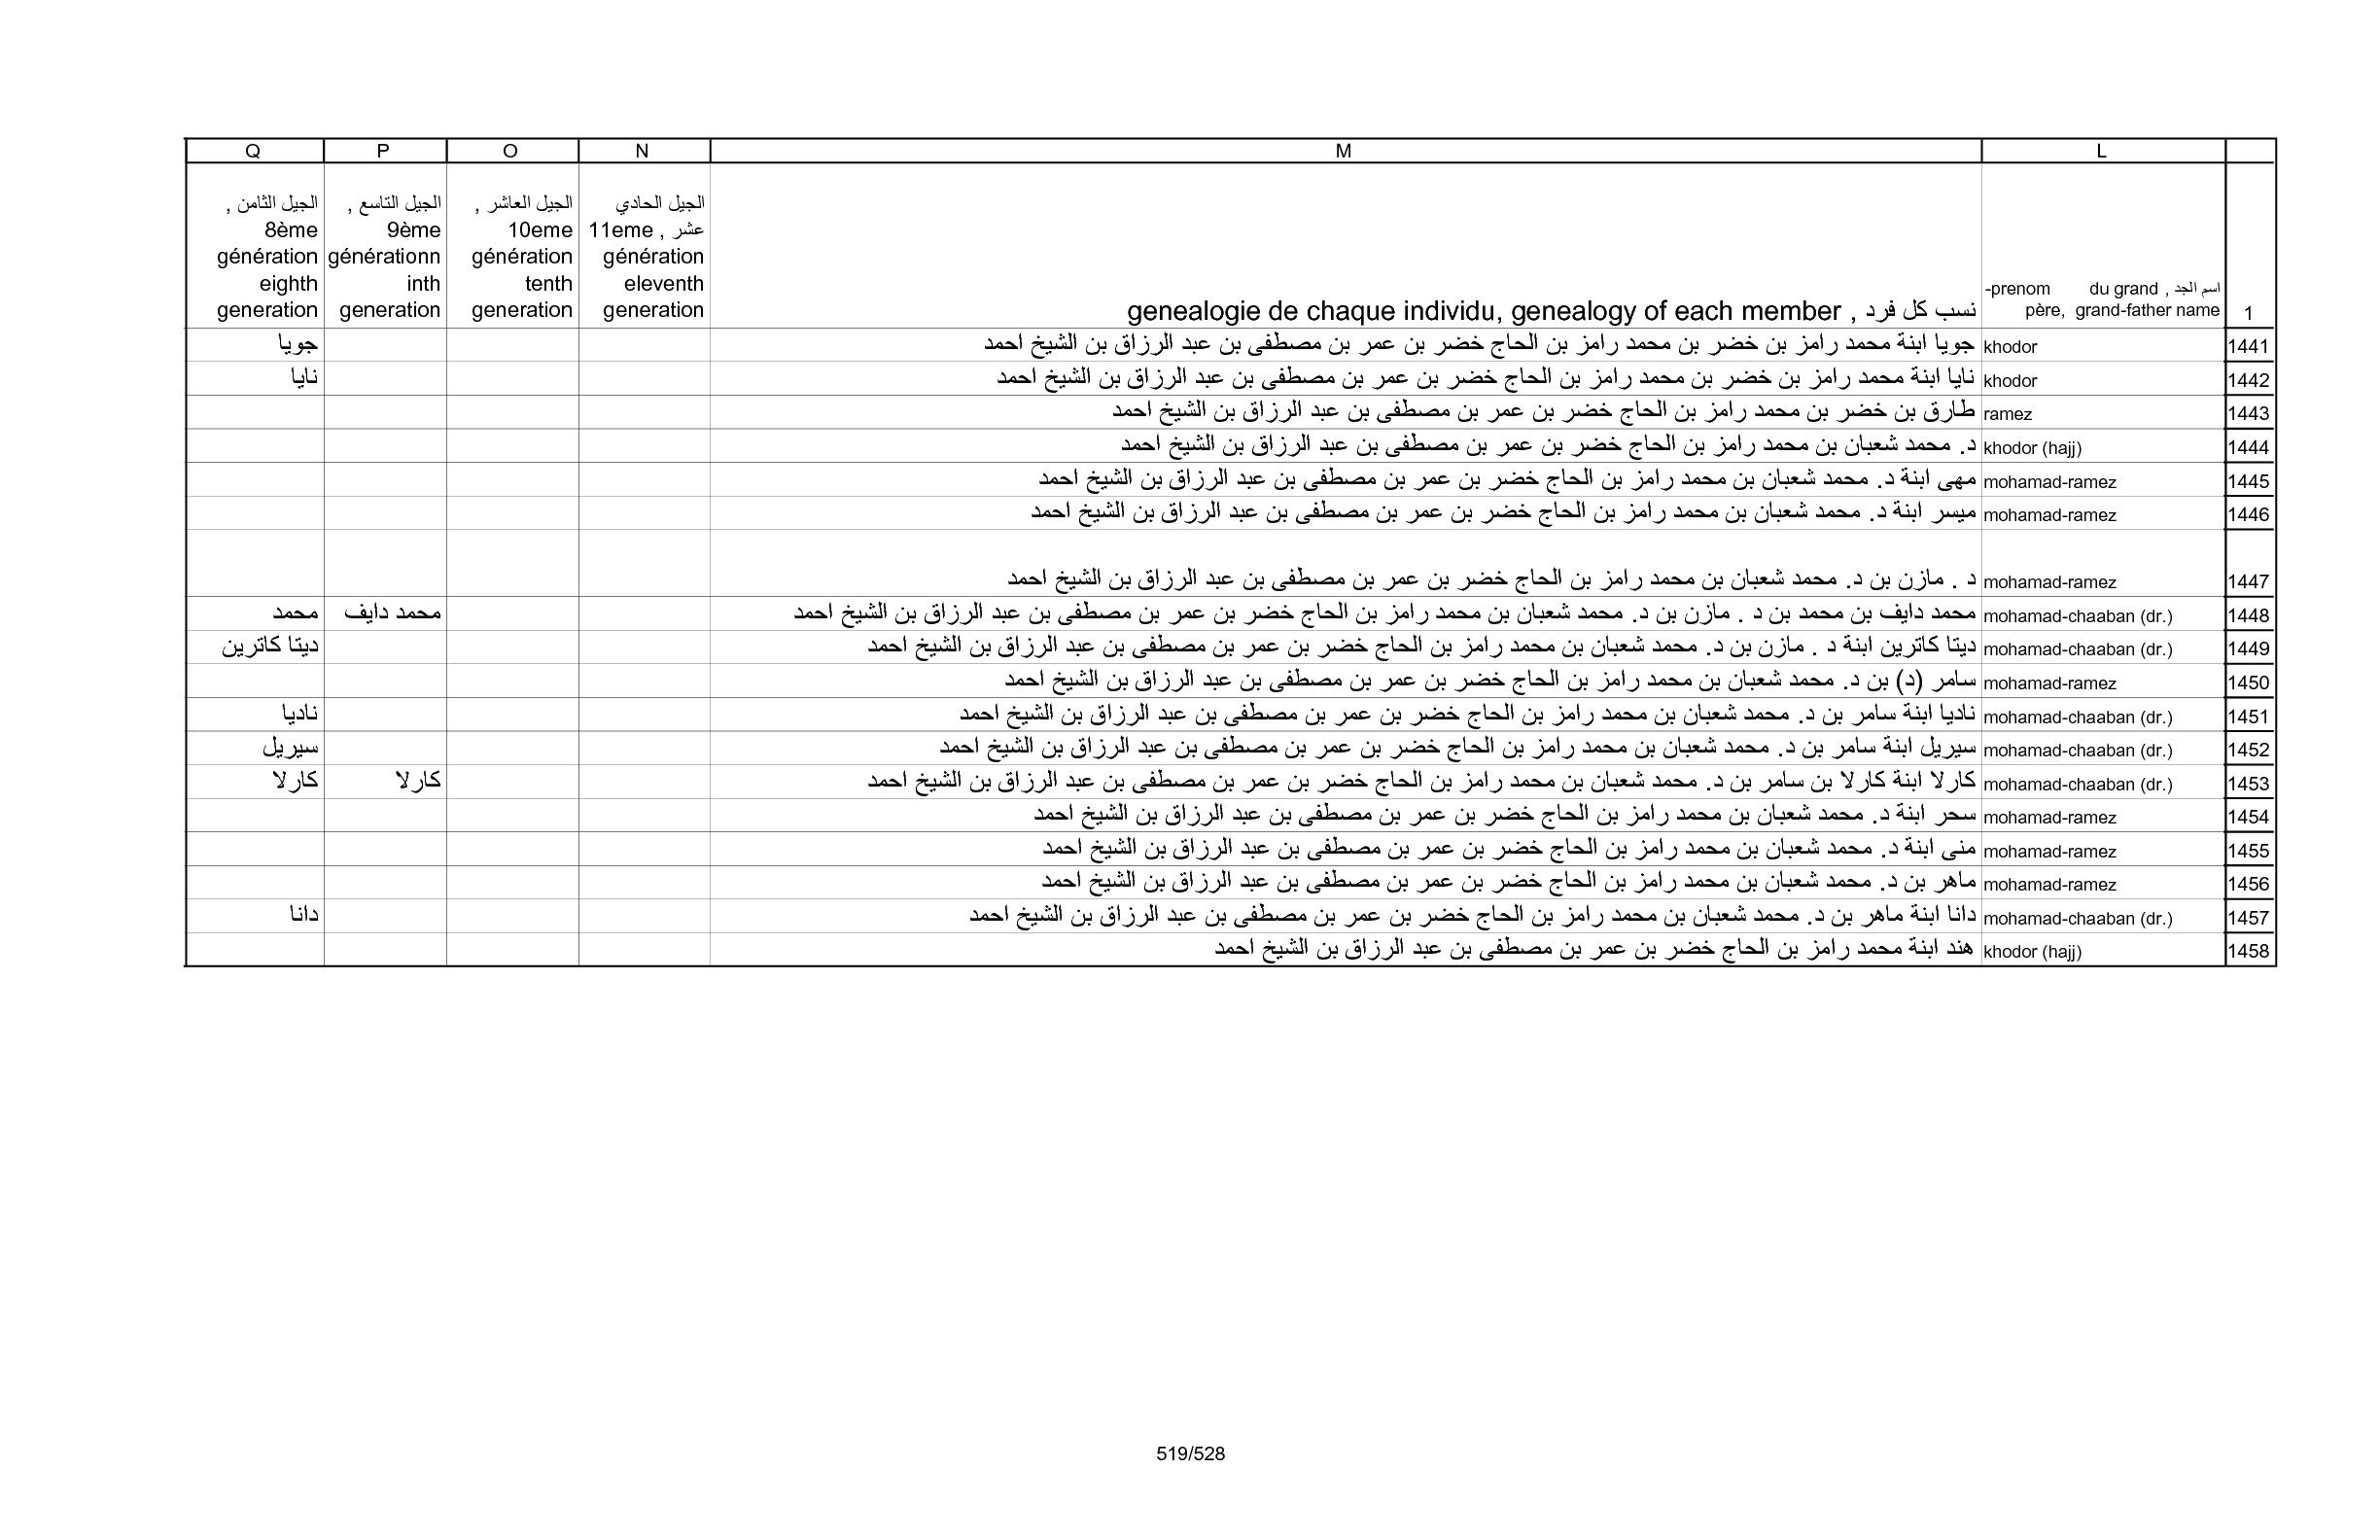 L M N O P Q
1 اسم الجد , du grand -prenom père, grand-father name نسب كل فرد , genealogie de chaque individu, genealogy of each member الجيل الحادي عشر , 11eme génération eleventh generation الجيل العاشر , 10eme génération tenth generation الجيل التاسع , 9ème générationn inth generation الجيل الثامن , 8ème génération eighth generation
1441 khodor جويا ابنة محمد رامز بن خضر بن محمد رامز بن الحاج خضر بن عمر بن مصطفى بن عبد الرزاق بن الشيخ احمد جويا
1442 khodor نايا ابنة محمد رامز بن خضر بن محمد رامز بن الحاج خضر بن عمر بن مصطفى بن عبد الرزاق بن الشيخ احمد نايا
1443 ramez طارق بن خضر بن محمد رامز بن الحاج خضر بن عمر بن مصطفى بن عبد الرزاق بن الشيخ احمد
1444 khodor (hajj) د. محمد شعبان بن محمد رامز بن الحاج خضر بن عمر بن مصطفى بن عبد الرزاق بن الشيخ احمد
1445 mohamad-ramez مهى ابنة د. محمد شعبان بن محمد رامز بن الحاج خضر بن عمر بن مصطفى بن عبد الرزاق بن الشيخ احمد
1446 mohamad-ramez ميسر ابنة د. محمد شعبان بن محمد رامز بن الحاج خضر بن عمر بن مصطفى بن عبد الرزاق بن الشيخ احمد
1447 mohamad-ramez د . مازن بن د. محمد شعبان بن محمد رامز بن الحاج خضر بن عمر بن مصطفى بن عبد الرزاق بن الشيخ احمد
1448 mohamad-chaaban (dr.) محمد دايف بن محمد بن د . مازن بن د. محمد شعبان بن محمد رامز بن الحاج خضر بن عمر بن مصطفى بن عبد الرزاق بن الشيخ احمد محمد دايف محمد
1449 mohamad-chaaban (dr.) ديتا كاترين ابنة د . مازن بن د. محمد شعبان بن محمد رامز بن الحاج خضر بن عمر بن مصطفى بن عبد الرزاق بن الشيخ احمد ديتا كاترين
1450 mohamad-ramez سامر (د) بن د. محمد شعبان بن محمد رامز بن الحاج خضر بن عمر بن مصطفى بن عبد الرزاق بن الشيخ احمد
1451 mohamad-chaaban (dr.) ناديا ابنة سامر بن د. محمد شعبان بن محمد رامز بن الحاج خضر بن عمر بن مصطفى بن عبد الرزاق بن الشيخ احمد ناديا
1452 mohamad-chaaban (dr.) سيريل ابنة سامر بن د. محمد شعبان بن محمد رامز بن الحاج خضر بن عمر بن مصطفى بن عبد الرزاق بن الشيخ احمد سيريل
1453 mohamad-chaaban (dr.) كارلا ابنة كارلا بن سامر بن د. محمد شعبان بن محمد رامز بن الحاج خضر بن عمر بن مصطفى بن عبد الرزاق بن الشيخ احمد كارلا كارلا
1454 mohamad-ramez سحر ابنة د. محمد شعبان بن محمد رامز بن الحاج خضر بن عمر بن مصطفى بن عبد الرزاق بن الشيخ احمد
1455 mohamad-ramez منى ابنة د. محمد شعبان بن محمد رامز بن الحاج خضر بن عمر بن مصطفى بن عبد الرزاق بن الشيخ احمد
1456 mohamad-ramez ماهر بن د. محمد شعبان بن محمد رامز بن الحاج خضر بن عمر بن مصطفى بن عبد الرزاق بن الشيخ احمد
1457 mohamad-chaaban (dr.) دانا ابنة ماهر بن د. محمد شعبان بن محمد رامز بن الحاج خضر بن عمر بن مصطفى بن عبد الرزاق بن الشيخ احمد دانا
1458 khodor (hajj) هند ابنة محمد رامز بن الحاج خضر بن عمر بن مصطفى بن عبد الرزاق بن الشيخ احمد
519/528